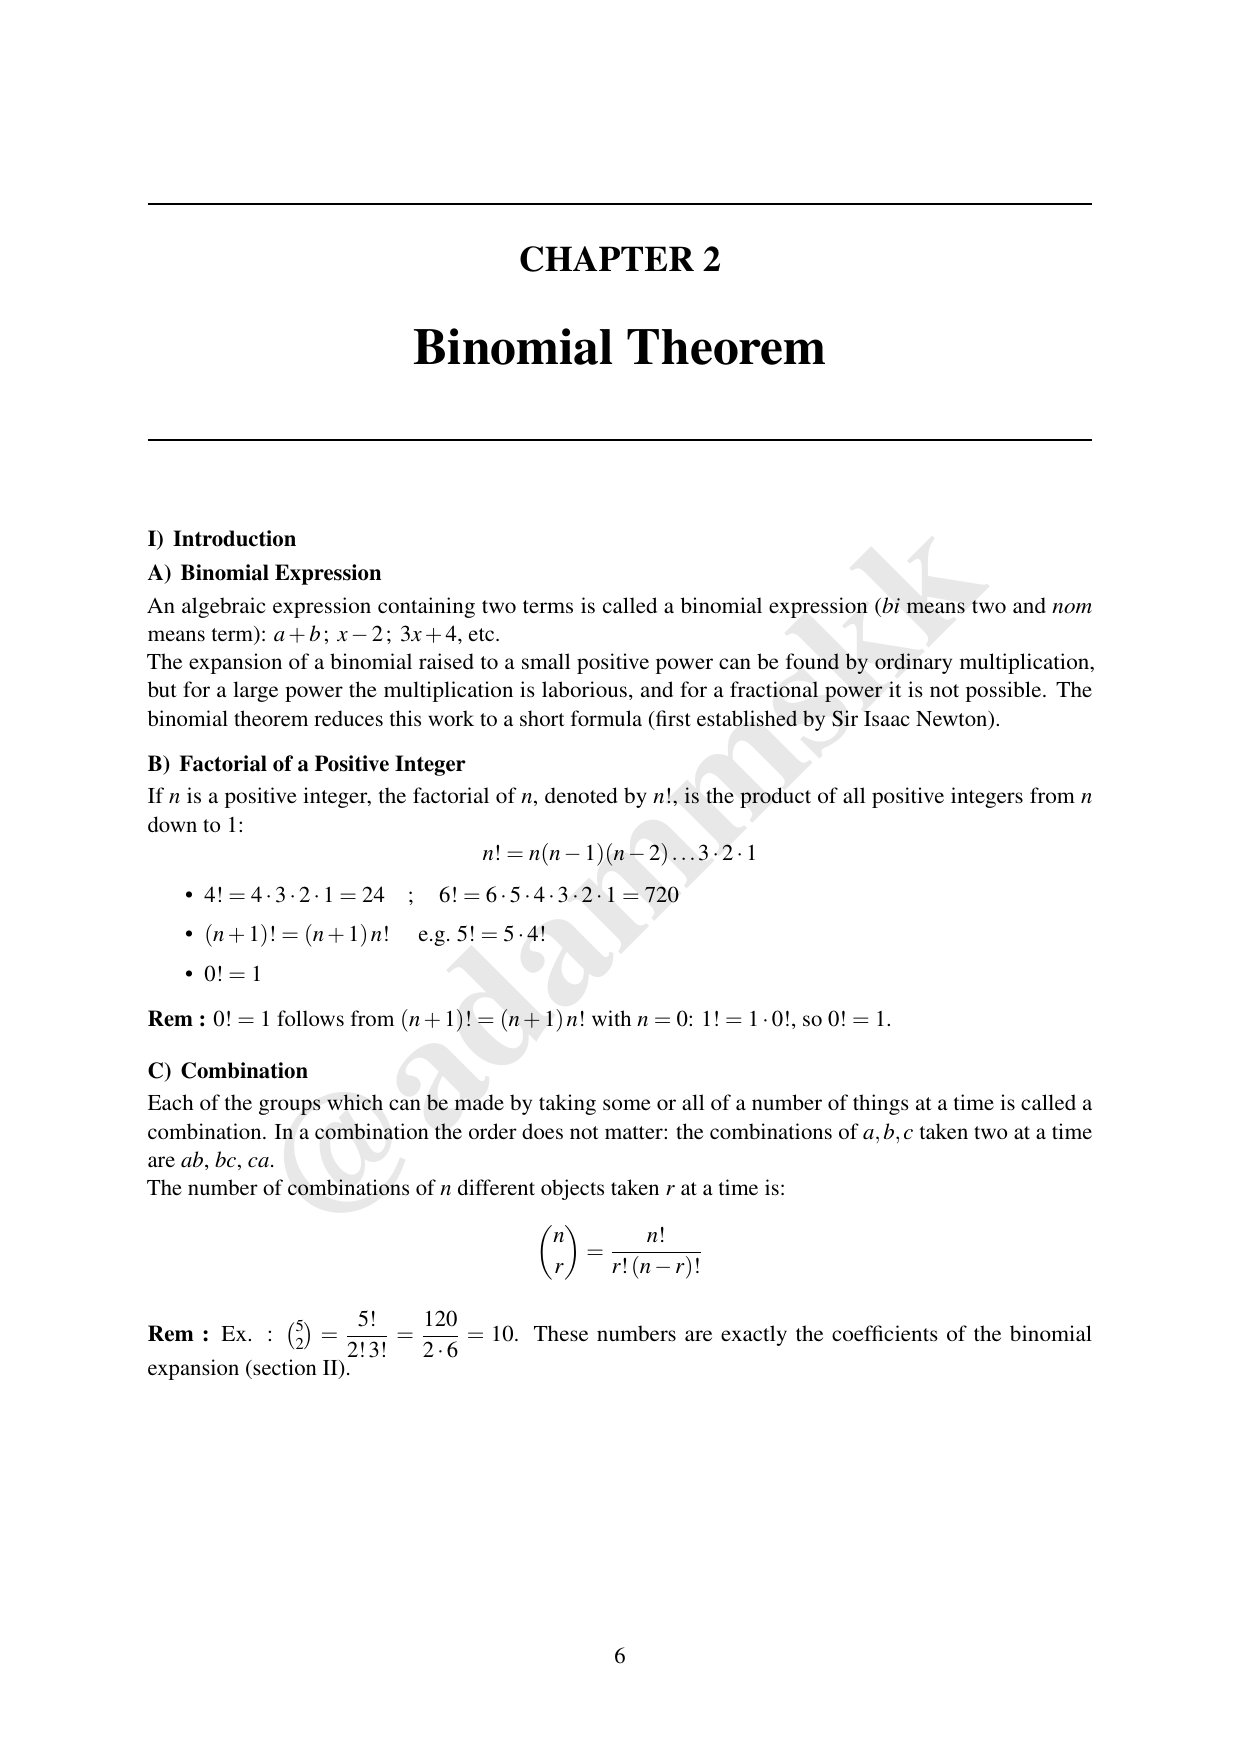 CHAPTER 2
Binomial Theorem
I) Introduction
A) Binomial Expression
An algebraic expression containing two terms is called a binomial expression (bi means two and nom
means term): a + b ; x − 2 ; 3x + 4, etc.
The expansion of a binomial raised to a small positive power can be found by ordinary multiplication,
but for a large power the multiplication is laborious, and for a fractional power it is not possible. The
binomial theorem reduces this work to a short formula (first established by Sir Isaac Newton).
B) Factorial of a Positive Integer
If n is a positive integer, the factorial of n, denoted by n!, is the product of all positive integers from n
down to 1:
n! = n(n − 1)(n − 2) . . . 3 · 2 · 1
• 4! = 4 · 3 · 2 · 1 = 24 ; 6! = 6 · 5 · 4 · 3 · 2 · 1 = 720
• (n + 1)! = (n + 1) n! e.g. 5! = 5 · 4!
• 0! = 1
Rem : 0! = 1 follows from (n + 1)! = (n + 1) n! with n = 0: 1! = 1 · 0!, so 0! = 1.
C) Combination
Each of the groups which can be made by taking some or all of a number of things at a time is called a
combination. In a combination the order does not matter: the combinations of a, b, c taken two at a time
are ab, bc, ca.
The number of combinations of n different objects taken r at a time is:
(n r) = n! / r! (n − r)!
Rem : Ex. : (5 2) = 5! / 2! 3! = 120 / 2 · 6 = 10. These numbers are exactly the coefficients of the binomial
expansion (section II).
@adammskk
6